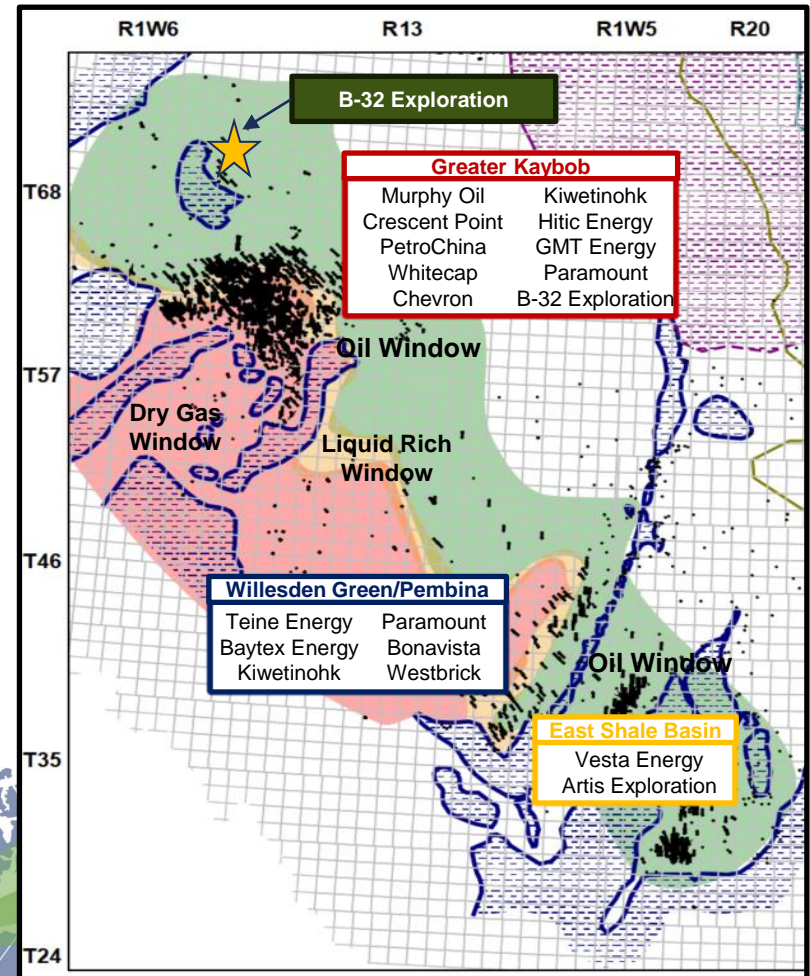 R1W6 R13 R1W5 R20
B-32 Exploration
Greater Kaybob
Murphy Oil Kiwetinohk
Crescent Point Hitic Energy
PetroChina GMT Energy
Whitecap Paramount
Chevron B-32 Exploration
T68
Oil Window
T57
Dry Gas
Window
Liquid Rich
Window
T46
Willesden Green/Pembina
Teine Energy Paramount
Baytex Energy Bonavista
Kiwetinohk Westbrick
Oil Window
East Shale Basin
Vesta Energy
Artis Exploration
T35
T24